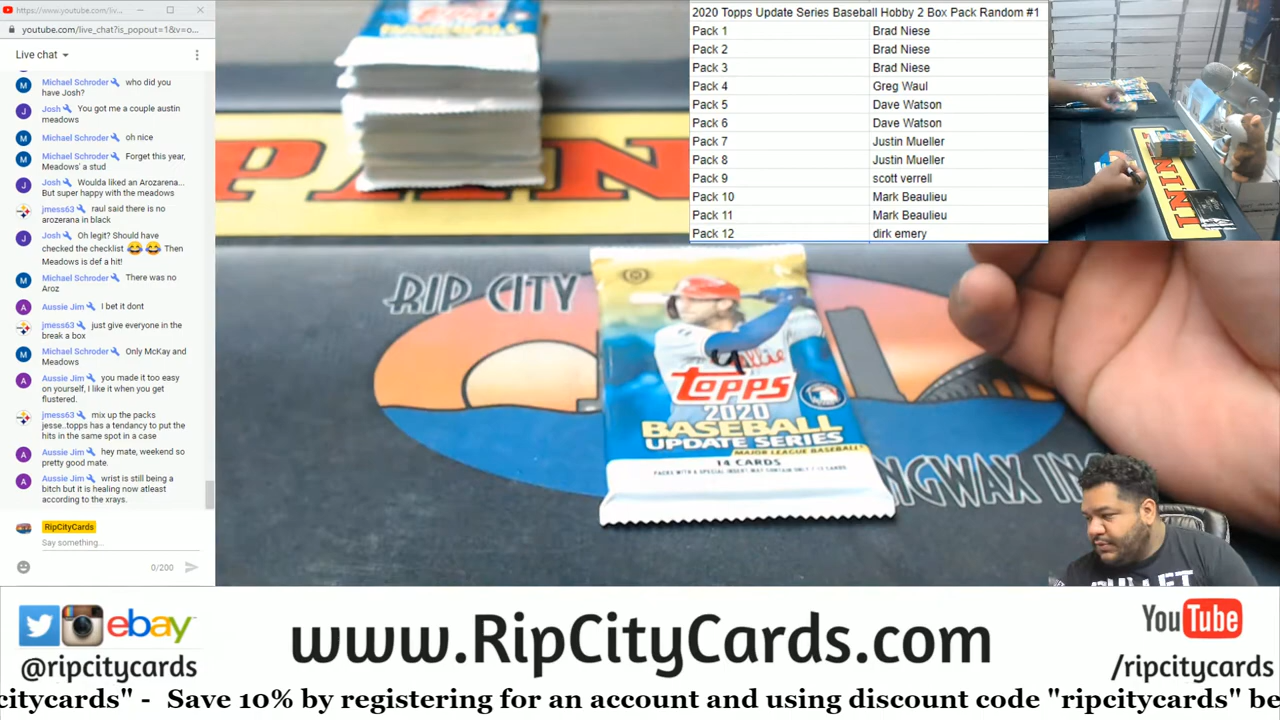 https://www.youtube.com/liv...
youtube.com/live_chat?is_popout=1&v=o...
Live chat
Michael Schroder who did you
have Josh?
Josh You got me a couple austin
meadows
Michael Schroder oh nice
Michael Schroder Forget this year,
Meadows' a stud
Josh Woulda liked an Arozarena...
But super happy with the meadows
jmess63 raul said there is no
arozerana in black
Josh Oh legit? Should have
checked the checklist 😂😂 Then
Meadows is def a hit!
Michael Schroder There was no
Aroz
Aussie Jim I bet it dont
jmess63 just give everyone in the
break a box
Michael Schroder Only McKay and
Meadows
Aussie Jim you made it too easy
on yourself, I like it when you get
flustered.
jmess63 mix up the packs
jesse..topps has a tendancy to put the
hits in the same spot in a case
Aussie Jim hey mate, weekend so
pretty good mate.
Aussie Jim wrist is still being a
bitch but it is healing now atleast
according to the xrays.
RipCityCards
Say something...
0/200
2020 Topps Update Series Baseball Hobby 2 Box Pack Random #1
Pack 1 Brad Niese
Pack 2 Brad Niese
Pack 3 Brad Niese
Pack 4 Greg Waul
Pack 5 Dave Watson
Pack 6 Dave Watson
Pack 7 Justin Mueller
Pack 8 Justin Mueller
Pack 9 scott verrell
Pack 10 Mark Beaulieu
Pack 11 Mark Beaulieu
Pack 12 dirk emery
PANIN
RIP CITY
topps
2020
BASEBALL
UPDATE SERIES
MAJOR LEAGUE BASEBALL
14 CARDS
PACKS WITH A SPECIAL INSERT MAY CONTAIN ONLY
NGWAX INC
BULLET
ebay
@ripcitycards
www.RipCityCards.com
YouTube
/ripcitycards
citycards" - Save 10% by registering for an account and using discount code "ripcitycards" be